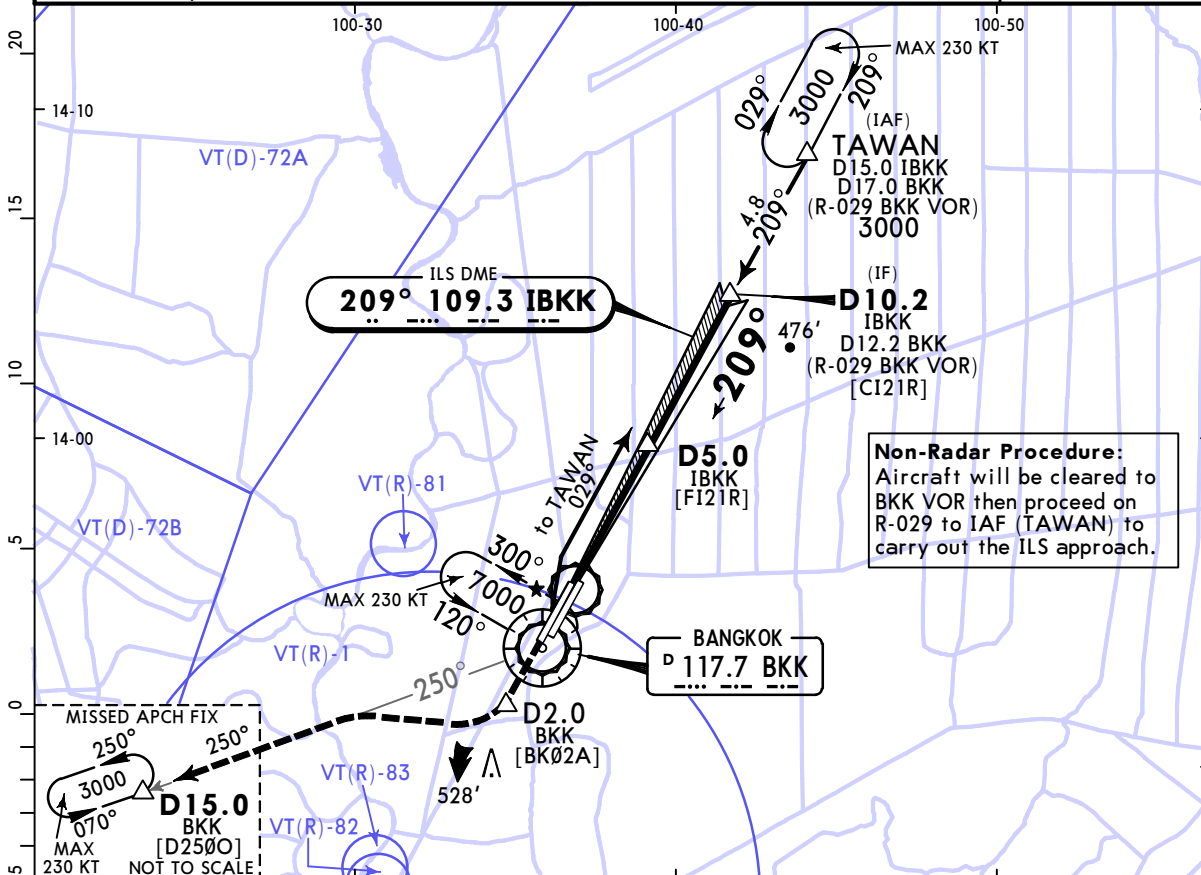 100-30
100-40
100-50
20
14-10
15
10
14-00
5
0
5
MAX 230 KT
209°
3000
029°
(IAF)
TAWAN
D15.0 IBKK
D17.0 BKK
(R-029 BKK VOR)
3000
4.8
209°
VT(D)-72A
ILS DME
209° 109.3 IBKK
(IF)
D10.2
IBKK
D12.2 BKK
(R-029 BKK VOR)
[CI21R]
476'
209°
D5.0
IBKK
[FI21R]
Non-Radar Procedure:
Aircraft will be cleared to
BKK VOR then proceed on
R-029 to IAF (TAWAN) to
carry out the ILS approach.
to TAWAN
029°
VT(R)-81
VT(D)-72B
300°
7000
MAX 230 KT
120°
VT(R)-1
BANGKOK
D 117.7 BKK
250°
D2.0
BKK
[BKØ2A]
528'
MISSED APCH FIX
250°
250°
3000
070°
MAX
230 KT
D15.0
BKK
[D25ØO]
NOT TO SCALE
VT(R)-83
VT(R)-82